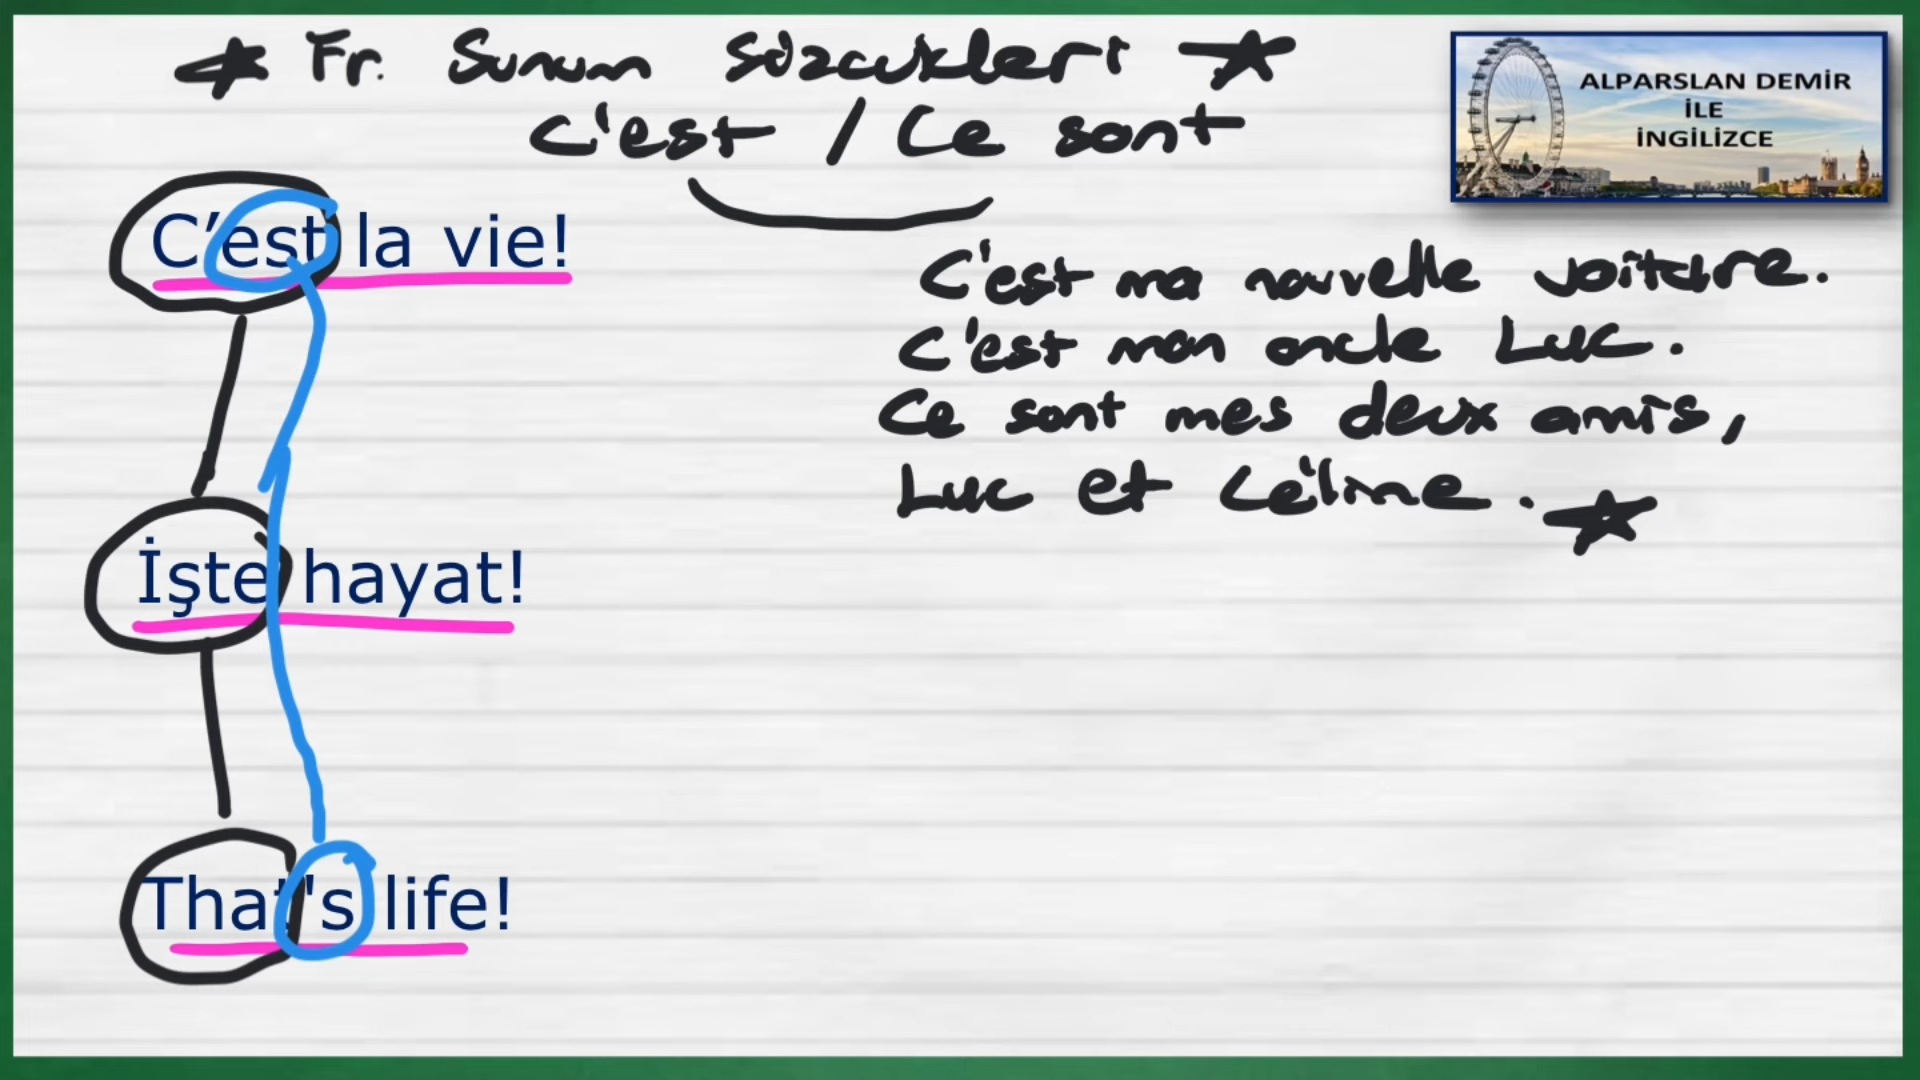 ★ Fr. Sunum Sözcükleri ★
C'est / Ce sont
ALPARSLAN DEMİR
İLE
İNGİLİZCE
C'est la vie!
İşte hayat!
That's life!
C'est ma nouvelle voiture.
C'est mon oncle Luc.
Ce sont mes deux amis,
Luc et Céline. ★